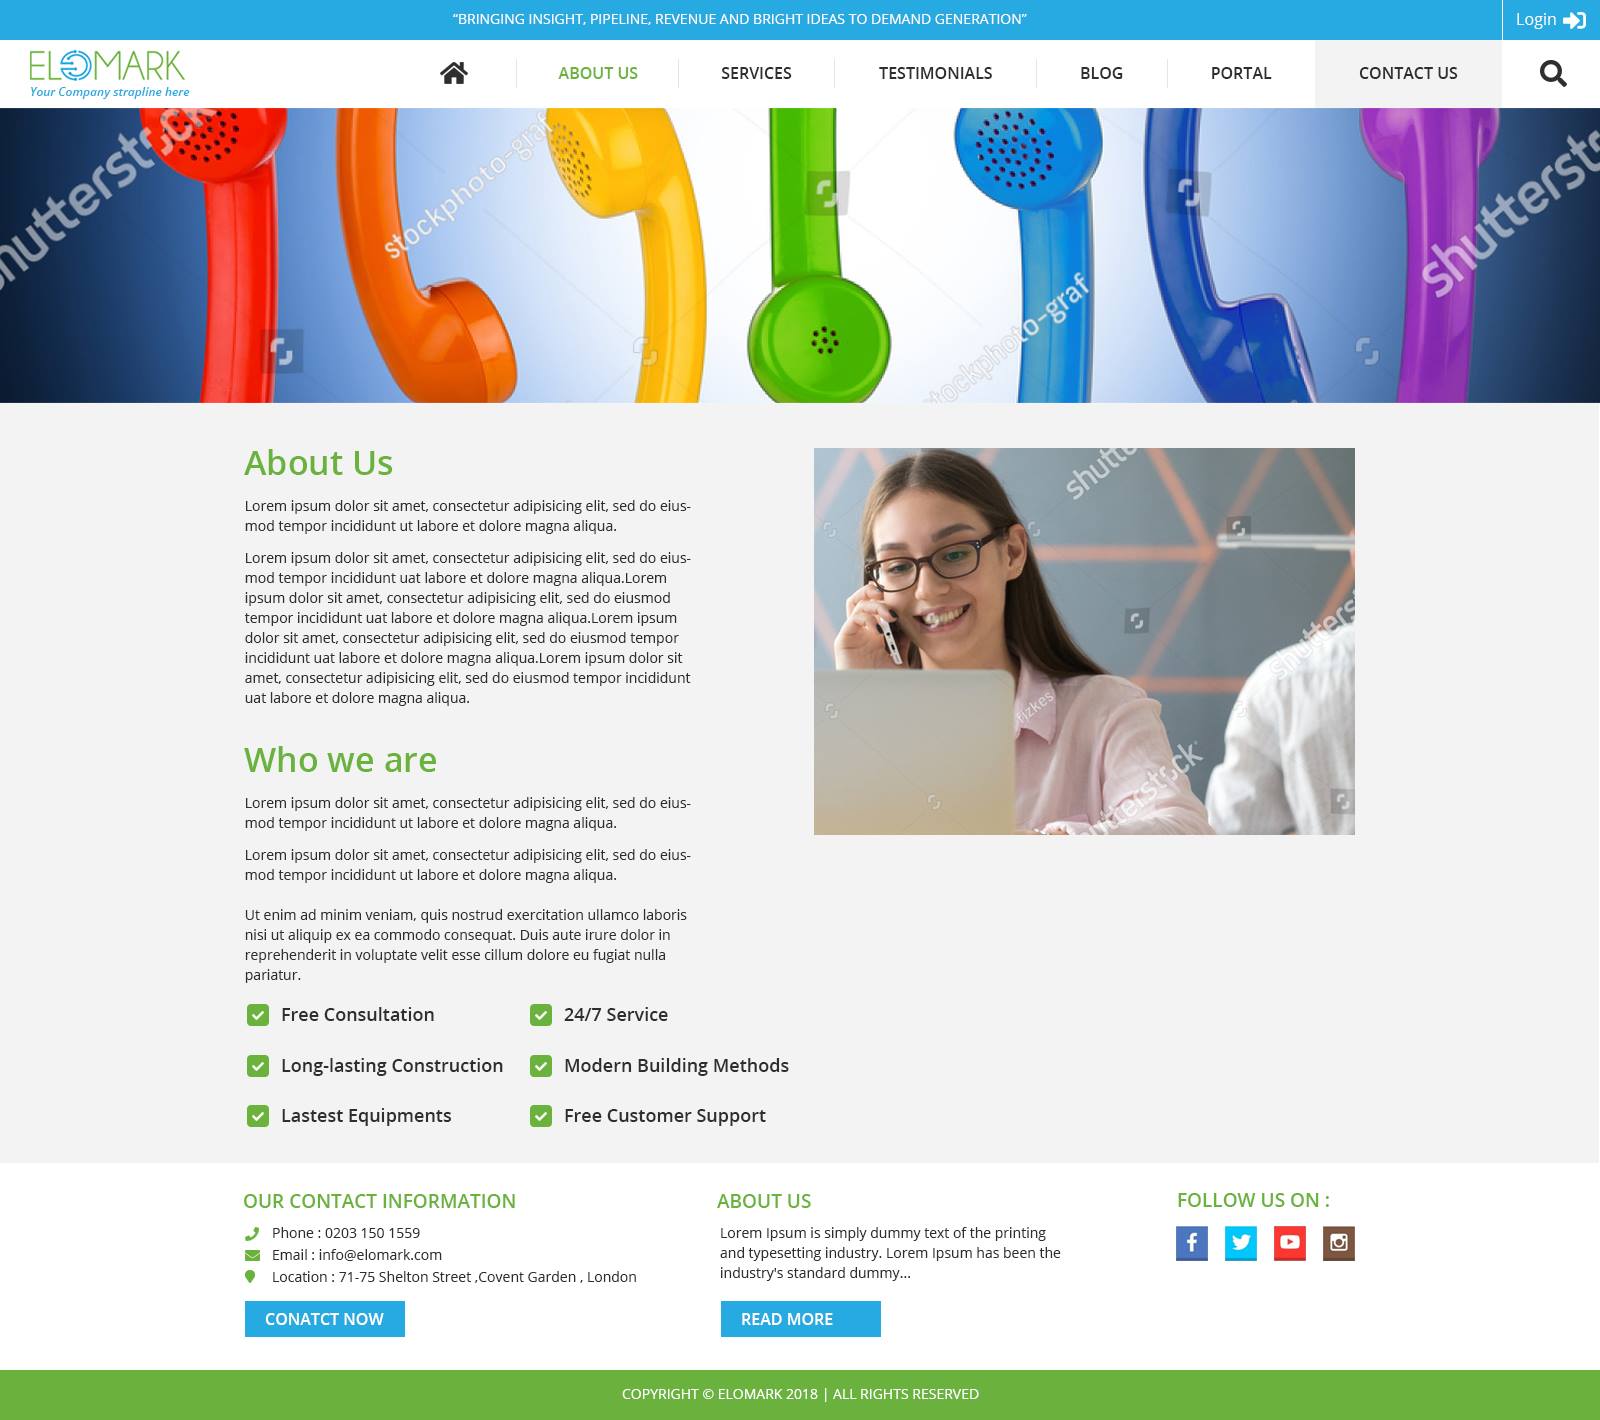 “BRINGING INSIGHT, PIPELINE, REVENUE AND BRIGHT IDEAS TO DEMAND GENERATION”
Login
ELOMARK
Your Company strapline here
ABOUT US
SERVICES
TESTIMONIALS
BLOG
PORTAL
CONTACT US
shutterstock
stockphoto-graf
stockphoto-graf
shutterst
About Us
Lorem ipsum dolor sit amet, consectetur adipisicing elit, sed do eius-
mod tempor incididunt ut labore et dolore magna aliqua.
Lorem ipsum dolor sit amet, consectetur adipisicing elit, sed do eius-
mod tempor incididunt uat labore et dolore magna aliqua.Lorem
ipsum dolor sit amet, consectetur adipisicing elit, sed do eiusmod
tempor incididunt uat labore et dolore magna aliqua.Lorem ipsum
dolor sit amet, consectetur adipisicing elit, sed do eiusmod tempor
incididunt uat labore et dolore magna aliqua.Lorem ipsum dolor sit
amet, consectetur adipisicing elit, sed do eiusmod tempor incididunt
uat labore et dolore magna aliqua.
shutte
shutters
fizkes
shutterstock
Who we are
Lorem ipsum dolor sit amet, consectetur adipisicing elit, sed do eius-
mod tempor incididunt ut labore et dolore magna aliqua.
Lorem ipsum dolor sit amet, consectetur adipisicing elit, sed do eius-
mod tempor incididunt ut labore et dolore magna aliqua.
Ut enim ad minim veniam, quis nostrud exercitation ullamco laboris
nisi ut aliquip ex ea commodo consequat. Duis aute irure dolor in
reprehenderit in voluptate velit esse cillum dolore eu fugiat nulla
pariatur.
Free Consultation
24/7 Service
Long-lasting Construction
Modern Building Methods
Lastest Equipments
Free Customer Support
OUR CONTACT INFORMATION
Phone : 0203 150 1559
Email : info@elomark.com
Location : 71-75 Shelton Street ,Covent Garden , London
CONATCT NOW
ABOUT US
Lorem Ipsum is simply dummy text of the printing
and typesetting industry. Lorem Ipsum has been the
industry's standard dummy...
READ MORE
FOLLOW US ON :
COPYRIGHT © ELOMARK 2018 | ALL RIGHTS RESERVED